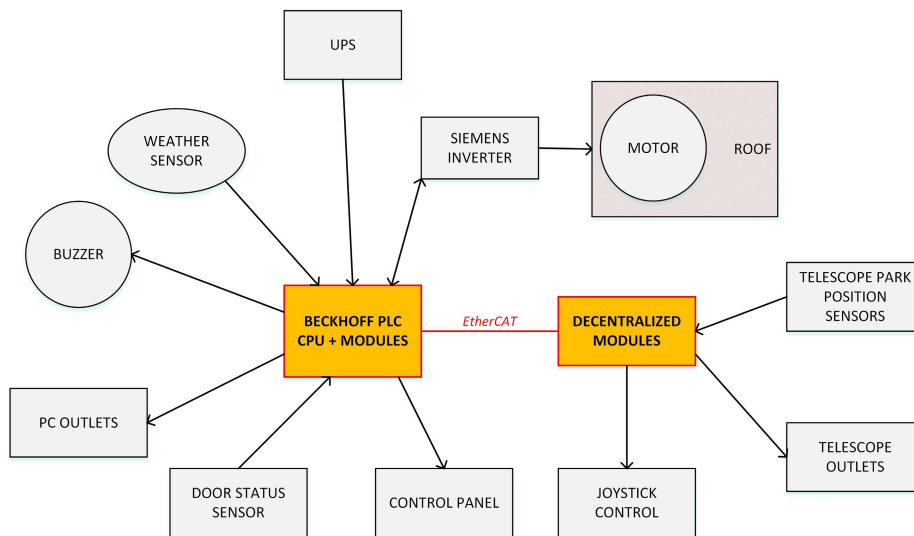 UPS
WEATHER
SENSOR
SIEMENS
INVERTER
MOTOR
ROOF
BUZZER
BECKHOFF PLC
CPU + MODULES
EtherCAT
DECENTRALIZED
MODULES
TELESCOPE PARK
POSITION
SENSORS
PC OUTLETS
DOOR STATUS
SENSOR
CONTROL PANEL
JOYSTICK
CONTROL
TELESCOPE
OUTLETS